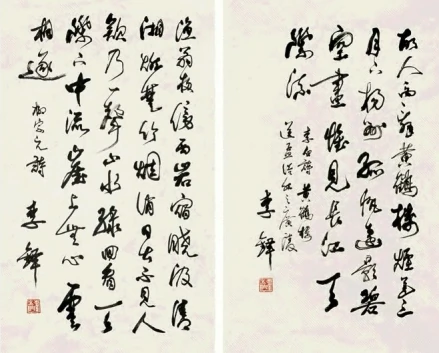 故人西辭黃鶴樓煙花三
月下揚州孤帆遠影碧
空盡惟見長江天
際流
李白詩黃鶴樓
送孟浩然之廣陵
李鐸
漁翁夜傍西岩宿曉汲清
湘燃楚竹煙消日出不見人
欸乃一聲山水綠回看天
際下中流岩上無心雲
相逐
柳宗元詩
李鐸